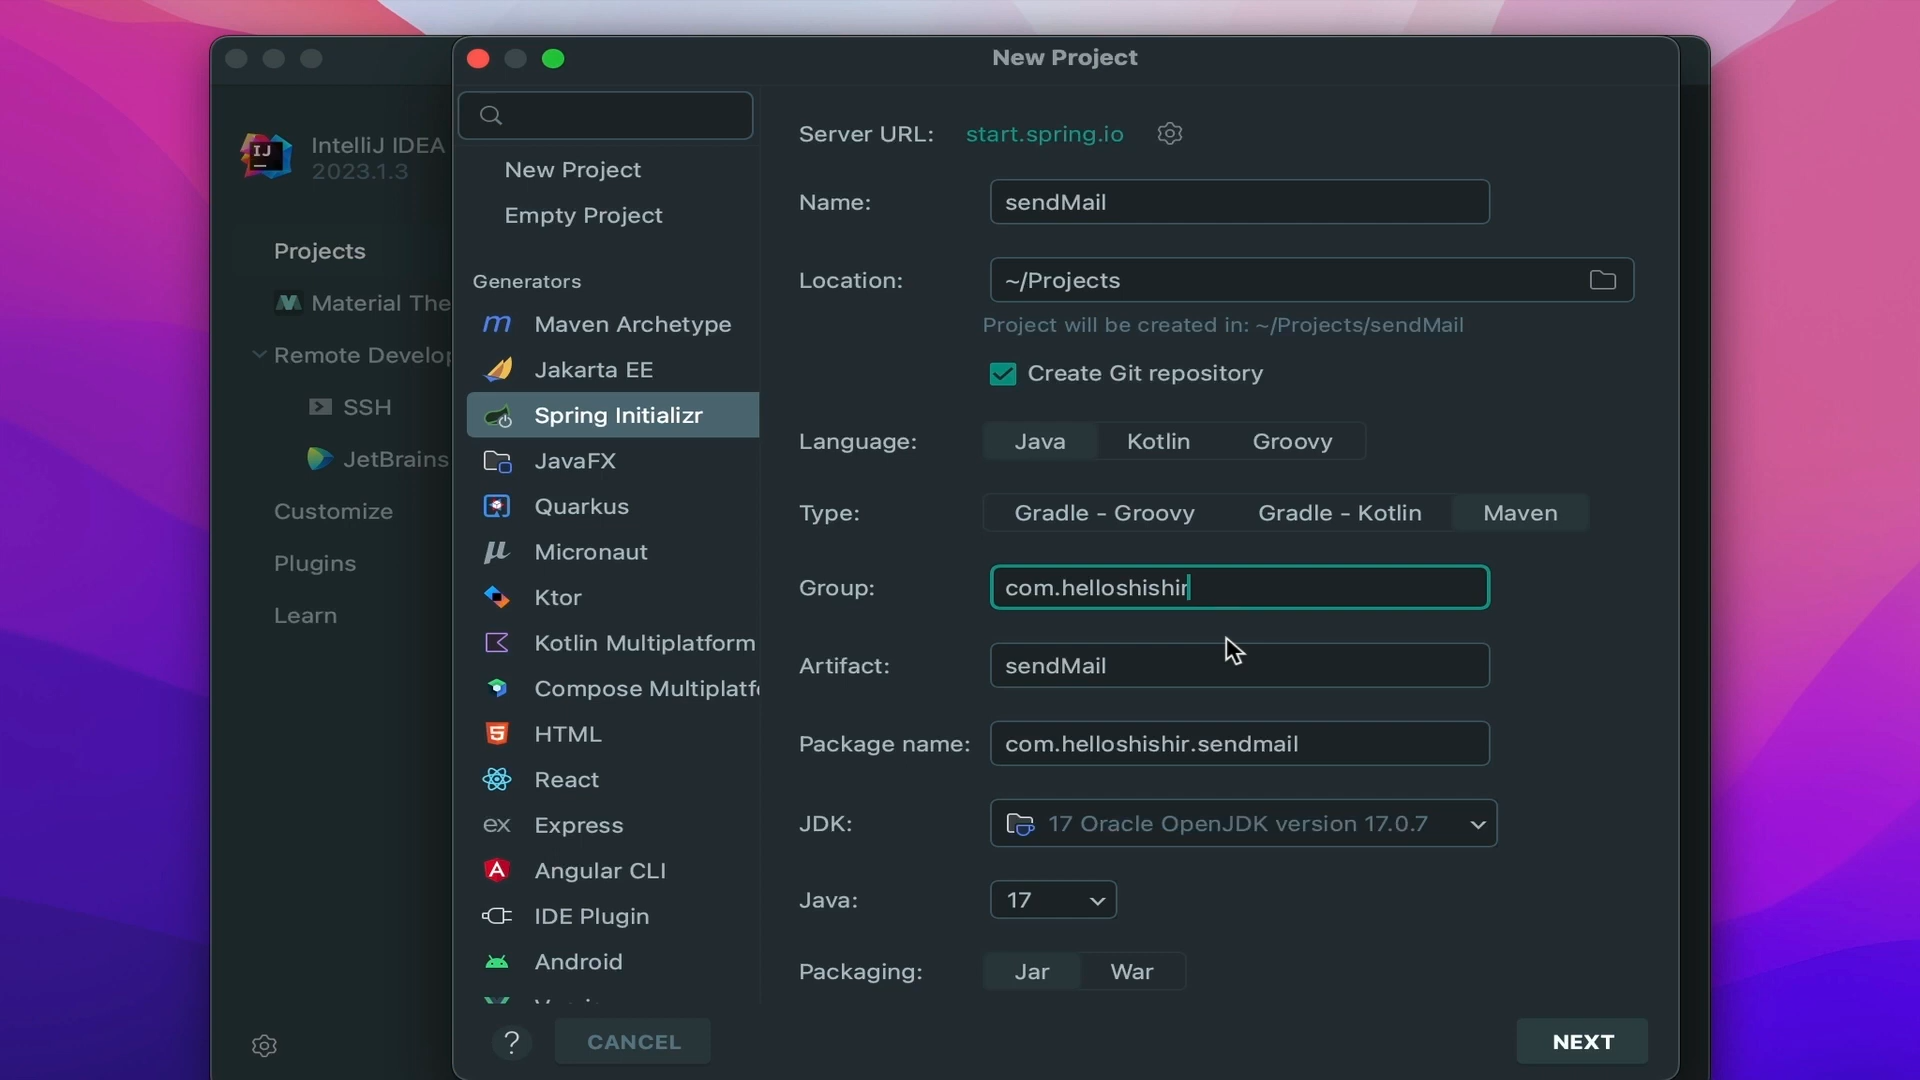 New Project
IJ
IntelliJ IDEA
2023.1.3
Projects
Material The
Remote Develop
SSH
JetBrains
Customize
Plugins
Learn
New Project
Empty Project
Generators
Maven Archetype
Jakarta EE
Spring Initializr
JavaFX
Quarkus
Micronaut
Ktor
Kotlin Multiplatform
Compose Multiplatf
HTML
React
ex Express
Angular CLI
IDE Plugin
Android
Server URL: start.spring.io
Name: sendMail
Location: ~/Projects
Project will be created in: ~/Projects/sendMail
Create Git repository
Language: Java Kotlin Groovy
Type: Gradle - Groovy Gradle - Kotlin Maven
Group: com.helloshishir
Artifact: sendMail
Package name: com.helloshishir.sendmail
JDK: 17 Oracle OpenJDK version 17.0.7
Java: 17
Packaging: Jar War
? CANCEL NEXT